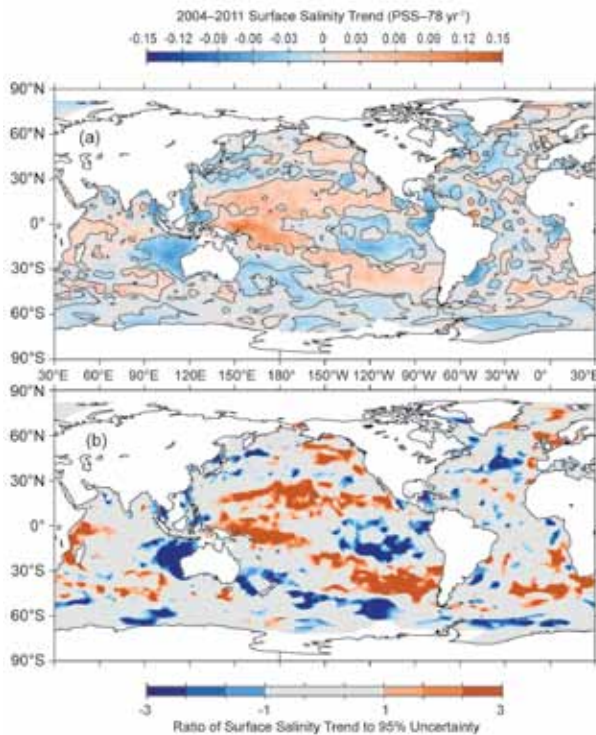 2004–2011 Surface Salinity Trend (PSS–78 yr⁻¹)
-0.15 -0.12 -0.09 -0.06 -0.03 0 0.03 0.06 0.09 0.12 0.15
90°N
(a)
60°N
30°N
0°
30°S
60°S
90°S
30°E 60°E 90°E 120°E 150°E 180° 150°W 120°W 90°W 60°W 30°W 0° 30°E
90°N
(b)
60°N
30°N
0°
30°S
60°S
90°S
-3 -1 1 3
Ratio of Surface Salinity Trend to 95% Uncertainty